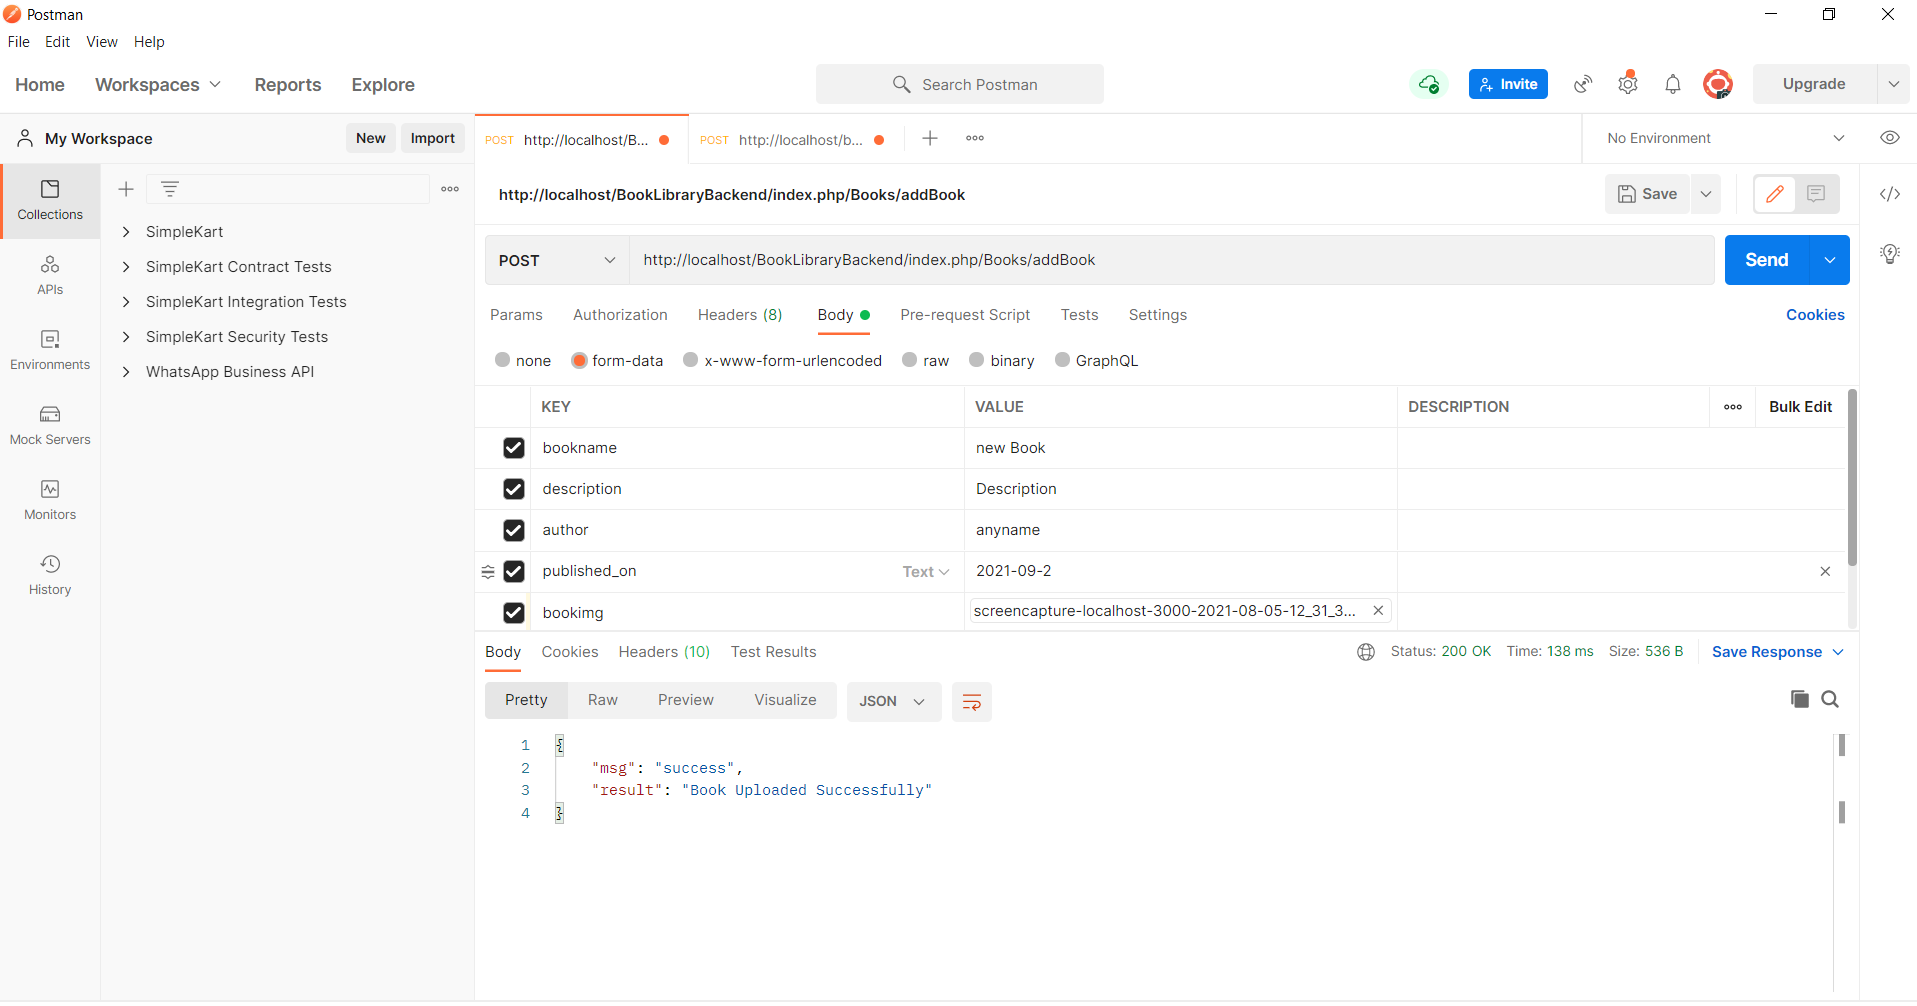 Postman
File Edit View Help
Home Workspaces Reports Explore Search Postman Invite Upgrade
My Workspace New Import POST http://localhost/B... POST http://localhost/b... No Environment
Collections
APIs
Environments
Mock Servers
Monitors
History
SimpleKart
SimpleKart Contract Tests
SimpleKart Integration Tests
SimpleKart Security Tests
WhatsApp Business API
http://localhost/BookLibraryBackend/index.php/Books/addBook Save
POST http://localhost/BookLibraryBackend/index.php/Books/addBook Send
Params Authorization Headers (8) Body Pre-request Script Tests Settings Cookies
none form-data x-www-form-urlencoded raw binary GraphQL
KEY VALUE DESCRIPTION Bulk Edit
bookname new Book
description Description
author anyname
published_on Text 2021-09-2
bookimg screencapture-localhost-3000-2021-08-05-12_31_3...
Body Cookies Headers (10) Test Results Status: 200 OK Time: 138 ms Size: 536 B Save Response
Pretty Raw Preview Visualize JSON
1 {
2 "msg": "success",
3 "result": "Book Uploaded Successfully"
4 }